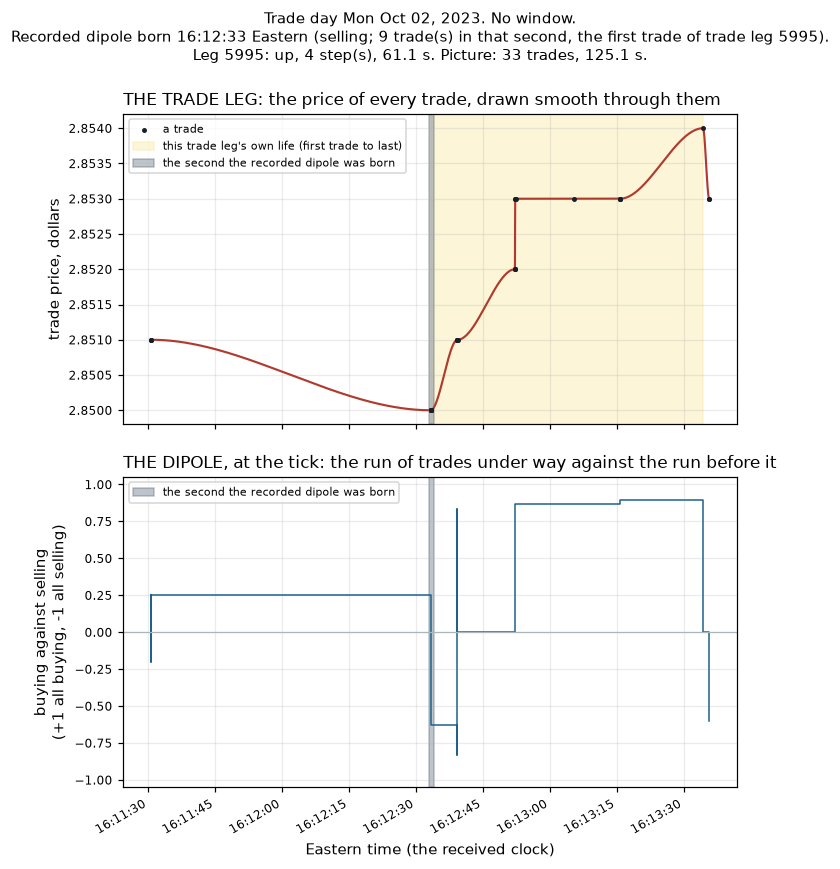 Trade day Mon Oct 02, 2023. No window.
Recorded dipole born 16:12:33 Eastern (selling; 9 trade(s) in that second, the first trade of trade leg 5995).
Leg 5995: up, 4 step(s), 61.1 s. Picture: 33 trades, 125.1 s.
THE TRADE LEG: the price of every trade, drawn smooth through them
a trade
this trade leg's own life (first trade to last)
the second the recorded dipole was born
trade price, dollars
2.8540
2.8535
2.8530
2.8525
2.8520
2.8515
2.8510
2.8505
2.8500
THE DIPOLE, at the tick: the run of trades under way against the run before it
the second the recorded dipole was born
buying against selling
(+1 all buying, -1 all selling)
1.00
0.75
0.50
0.25
0.00
−0.25
−0.50
−0.75
−1.00
16:11:30
16:11:45
16:12:00
16:12:15
16:12:30
16:12:45
16:13:00
16:13:15
16:13:30
Eastern time (the received clock)